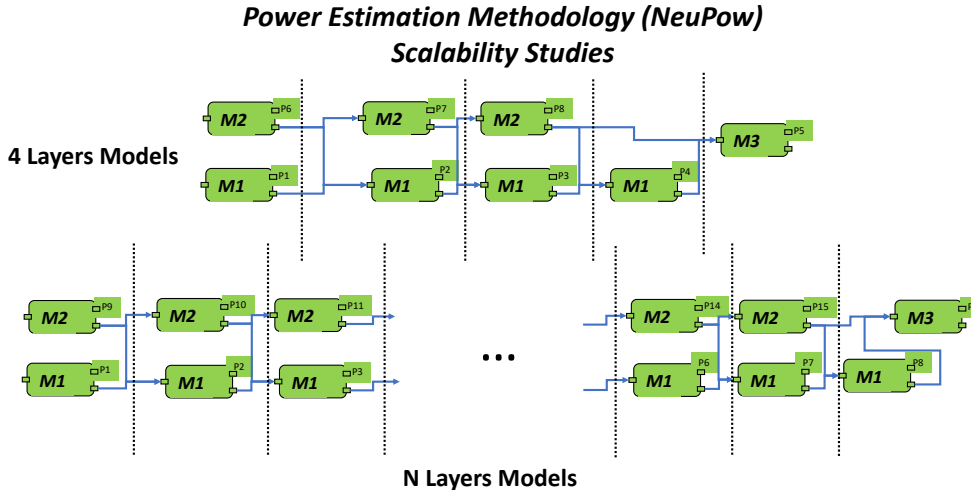 Power Estimation Methodology (NeuPow)
Scalability Studies
M2 P6 M2 P7 M2 P8
4 Layers Models
M3 P5
M1 P1 M1 P2 M1 P3 M1 P4
M2 P9 M2 P10 M2 P11 M2 P14 M2 P15 M3 P
...
M1 P1 M1 P2 M1 P3 M1 P6 M1 P7 M1 P8
N Layers Models